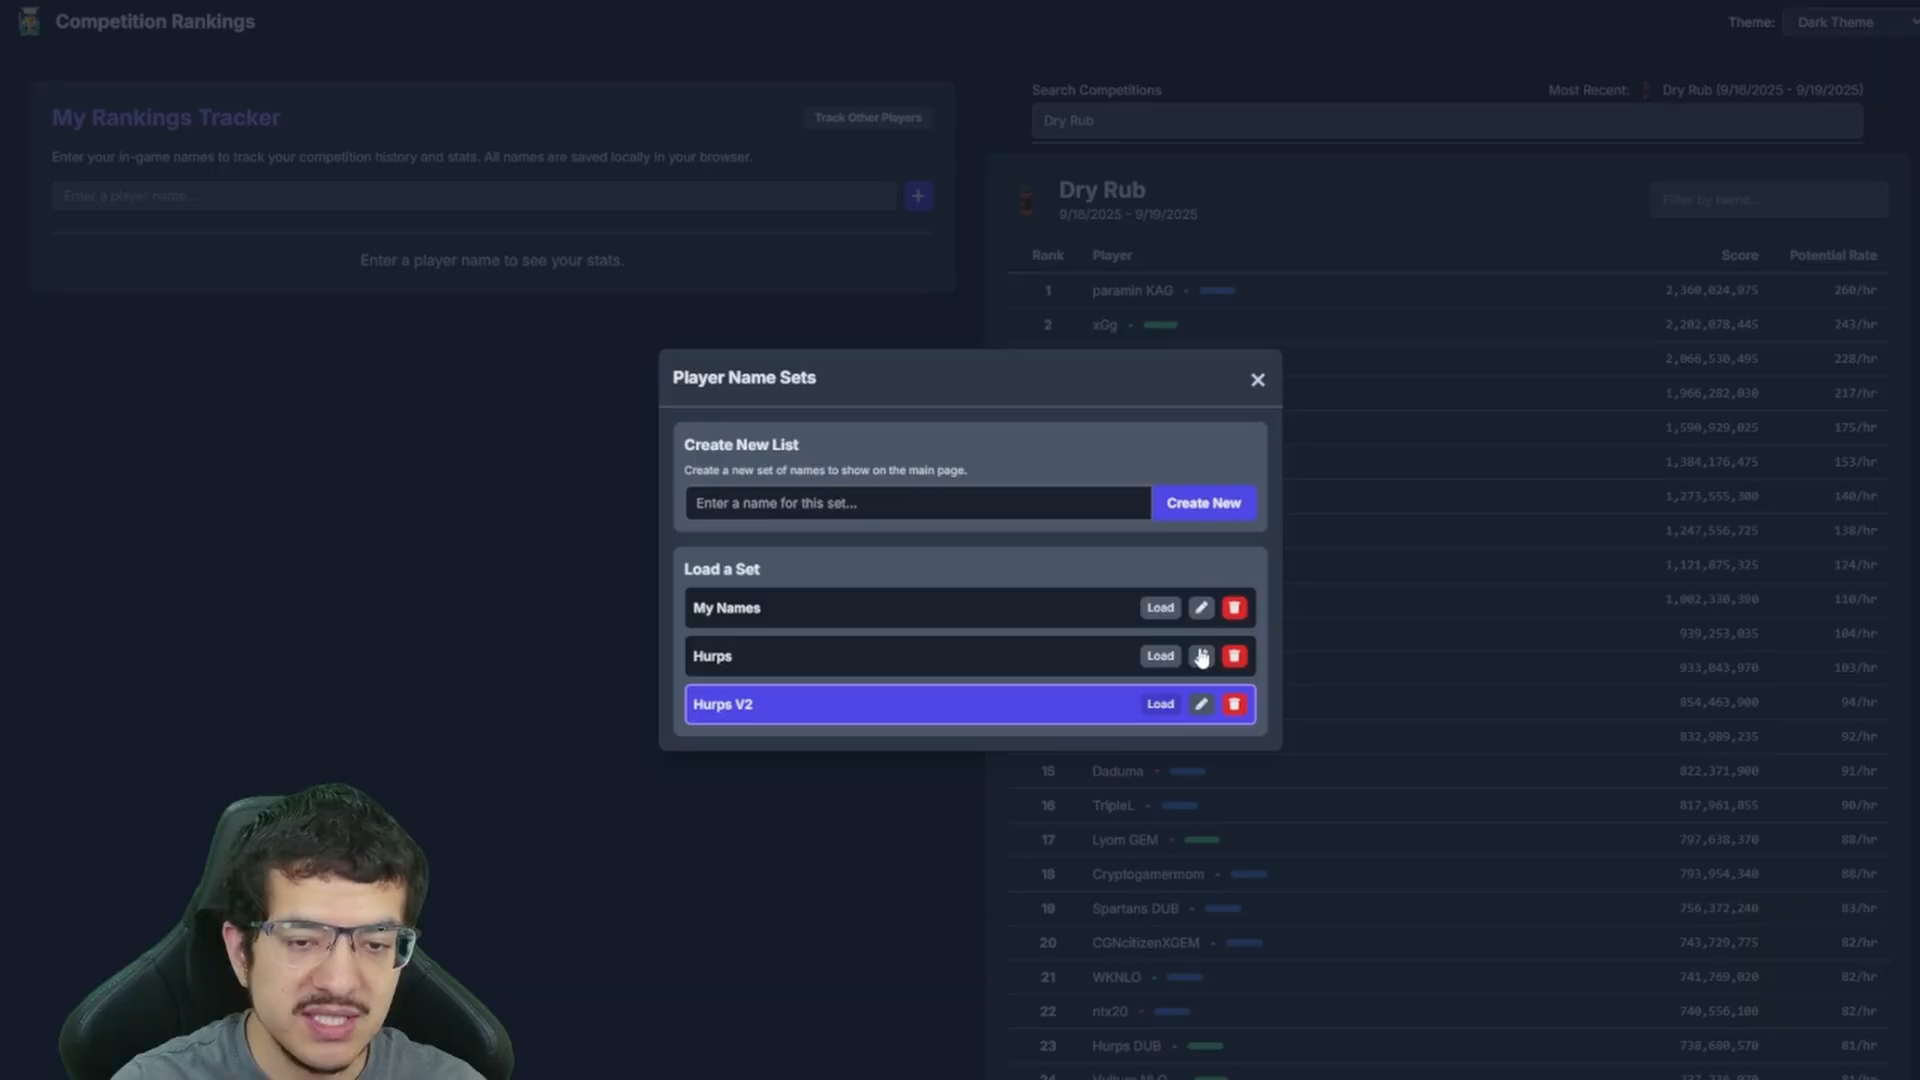 Competition Rankings
Theme: Dark Theme
My Rankings Tracker
Track Other Players
Enter your in-game names to track your competition history and stats. All names are saved locally in your browser.
Enter a player name...
+
Enter a player name to see your stats.
Search Competitions
Most Recent: Dry Rub (9/16/2025 - 9/19/2025)
Dry Rub
Dry Rub
9/16/2025 - 9/19/2025
Filter by name...
Rank Player Score Potential Rate
1 paramin KAG 2,360,024,975 260/hr
2 xGg 2,202,078,445 243/hr
2,066,530,495 228/hr
1,966,282,030 217/hr
1,590,929,025 175/hr
1,384,176,475 153/hr
1,273,555,300 140/hr
1,247,556,725 138/hr
1,121,875,325 124/hr
1,002,330,390 110/hr
939,253,035 104/hr
933,043,970 103/hr
854,463,900 94/hr
832,989,235 92/hr
15 Daduma 822,371,900 91/hr
16 TripleL 817,961,855 90/hr
17 Lyom GEM 797,638,370 88/hr
18 Cryptogamermom 793,954,340 88/hr
19 Spartans DUB 756,372,240 83/hr
20 CGNcitizenXGEM 743,729,775 82/hr
21 WKNLO 741,769,020 82/hr
22 ntx20 740,556,100 82/hr
23 Hurps DUB 738,680,570 81/hr
Player Name Sets
Create New List
Create a new set of names to show on the main page.
Enter a name for this set...
Create New
Load a Set
My Names Load
Hurps Load
Hurps V2 Load